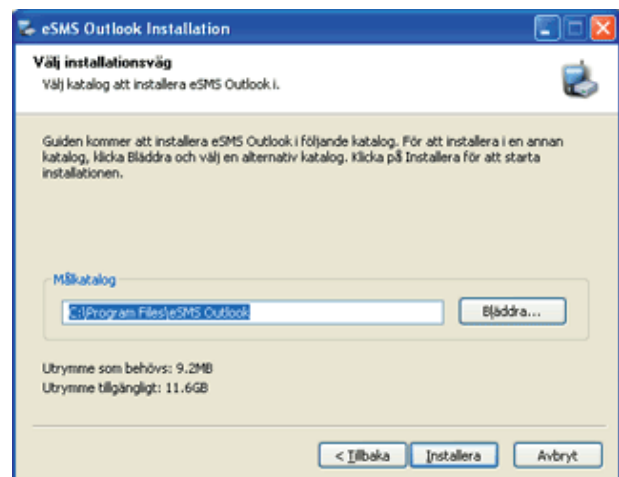 eSMS Outlook Installation
Välj installationsväg
Välj katalog att installera eSMS Outlook i.
Guiden kommer att installera eSMS Outlook i följande katalog. För att installera i en annan
katalog, klicka Bläddra och välj en alternativ katalog. Klicka på Installera för att starta
installationen.
Målkatalog
C:\Program Files\eSMS Outlook
Bläddra...
Utrymme som behövs: 9.2MB
Utrymme tillgängligt: 11.6GB
< Tillbaka Installera Avbryt